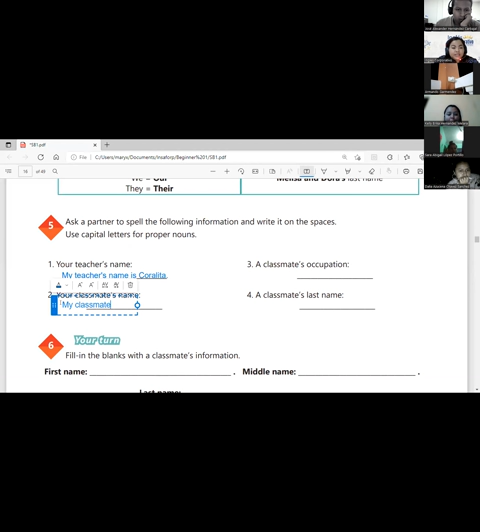 *SB1.pdf
File
C:/Users/maryv/Documents/Insaforp/Beginner%201/SB1.pdf
of 49
We = Our
They = Their
Melisa and Dora's last name
5
Ask a partner to spell the following information and write it on the spaces.
Use capital letters for proper nouns.
1. Your teacher's name:
My teacher's name is Coralita.
2. Your classmate's name:
My classmate
3. A classmate's occupation:
4. A classmate's last name:
6
Your turn
Fill-in the blanks with a classmate's information.
First name: . Middle name: .
Last name: